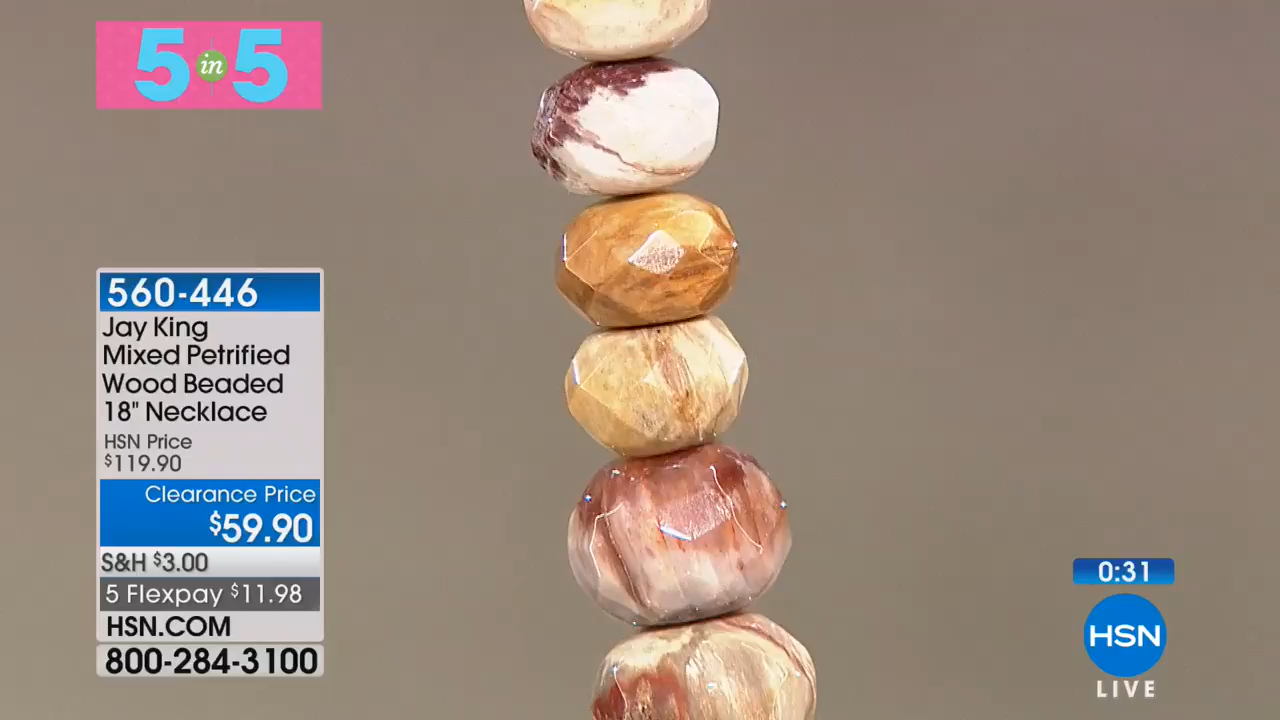 5 in 5
560-446
Jay King
Mixed Petrified
Wood Beaded
18" Necklace
HSN Price
$119.90
Clearance Price
$59.90
S&H $3.00
5 Flexpay $11.98
HSN.COM
800-284-3100
0:31
HSN
LIVE